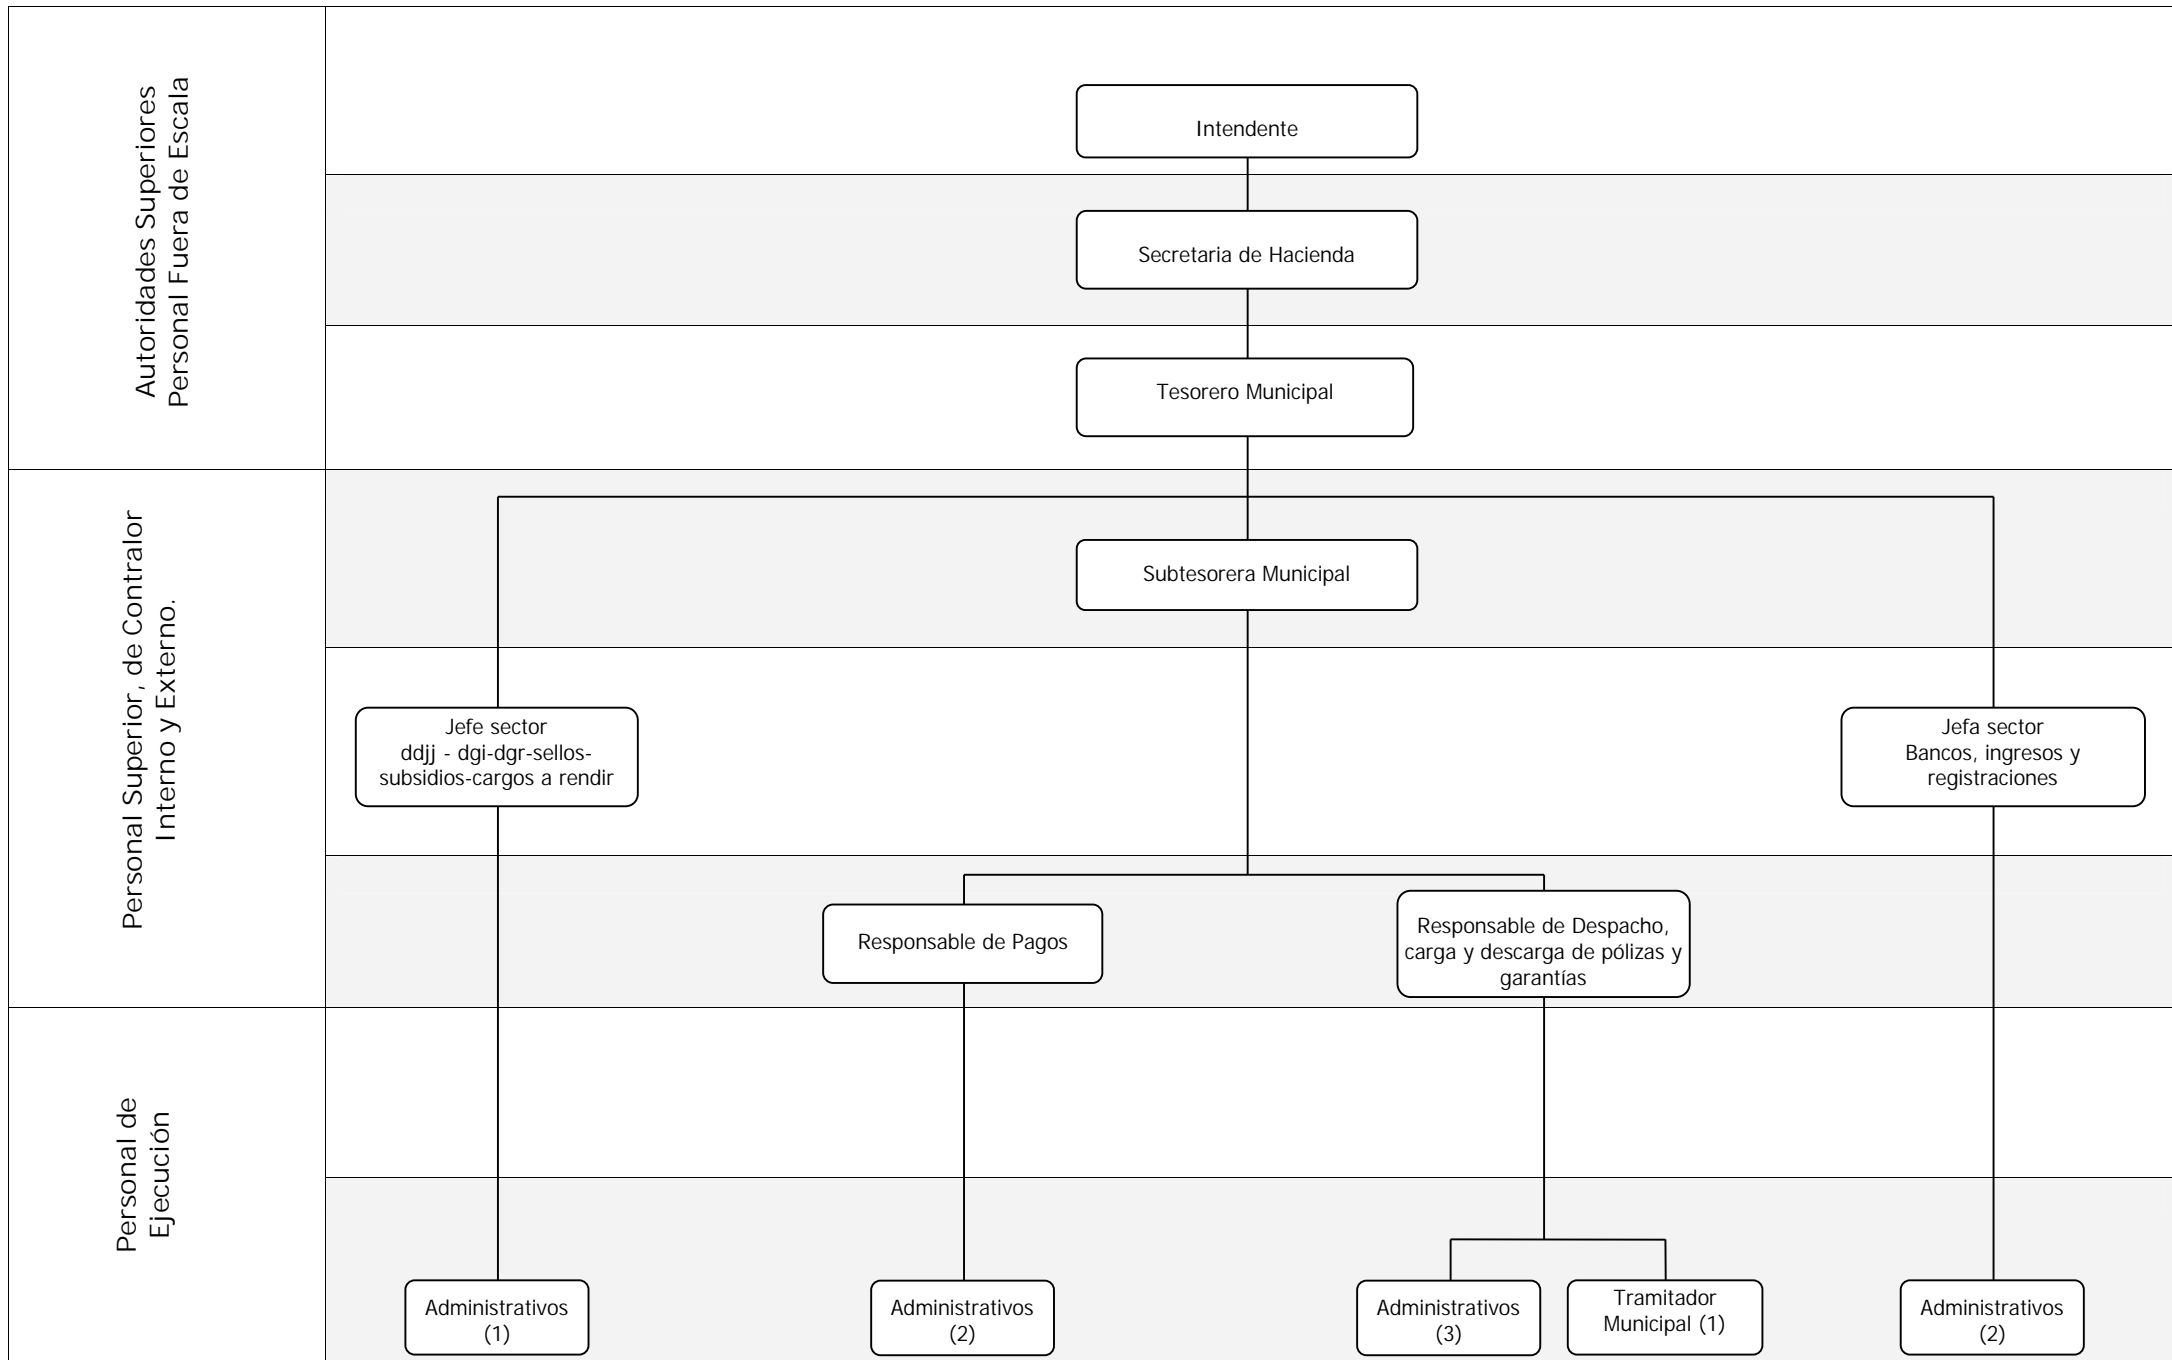 Autoridades Superiores
Personal Fuera de Escala
Intendente
Secretaria de Hacienda
Tesorero Municipal
Personal Superior, de Contralor
Interno y Externo.
Subtesorera Municipal
Jefe sector
ddjj - dgi-dgr-sellos-
subsidios-cargos a rendir
Jefa sector
Bancos, ingresos y
registraciones
Responsable de Pagos
Responsable de Despacho,
carga y descarga de pólizas y
garantías
Personal de
Ejecución
Administrativos
(1)
Administrativos
(2)
Administrativos
(3)
Tramitador
Municipal (1)
Administrativos
(2)